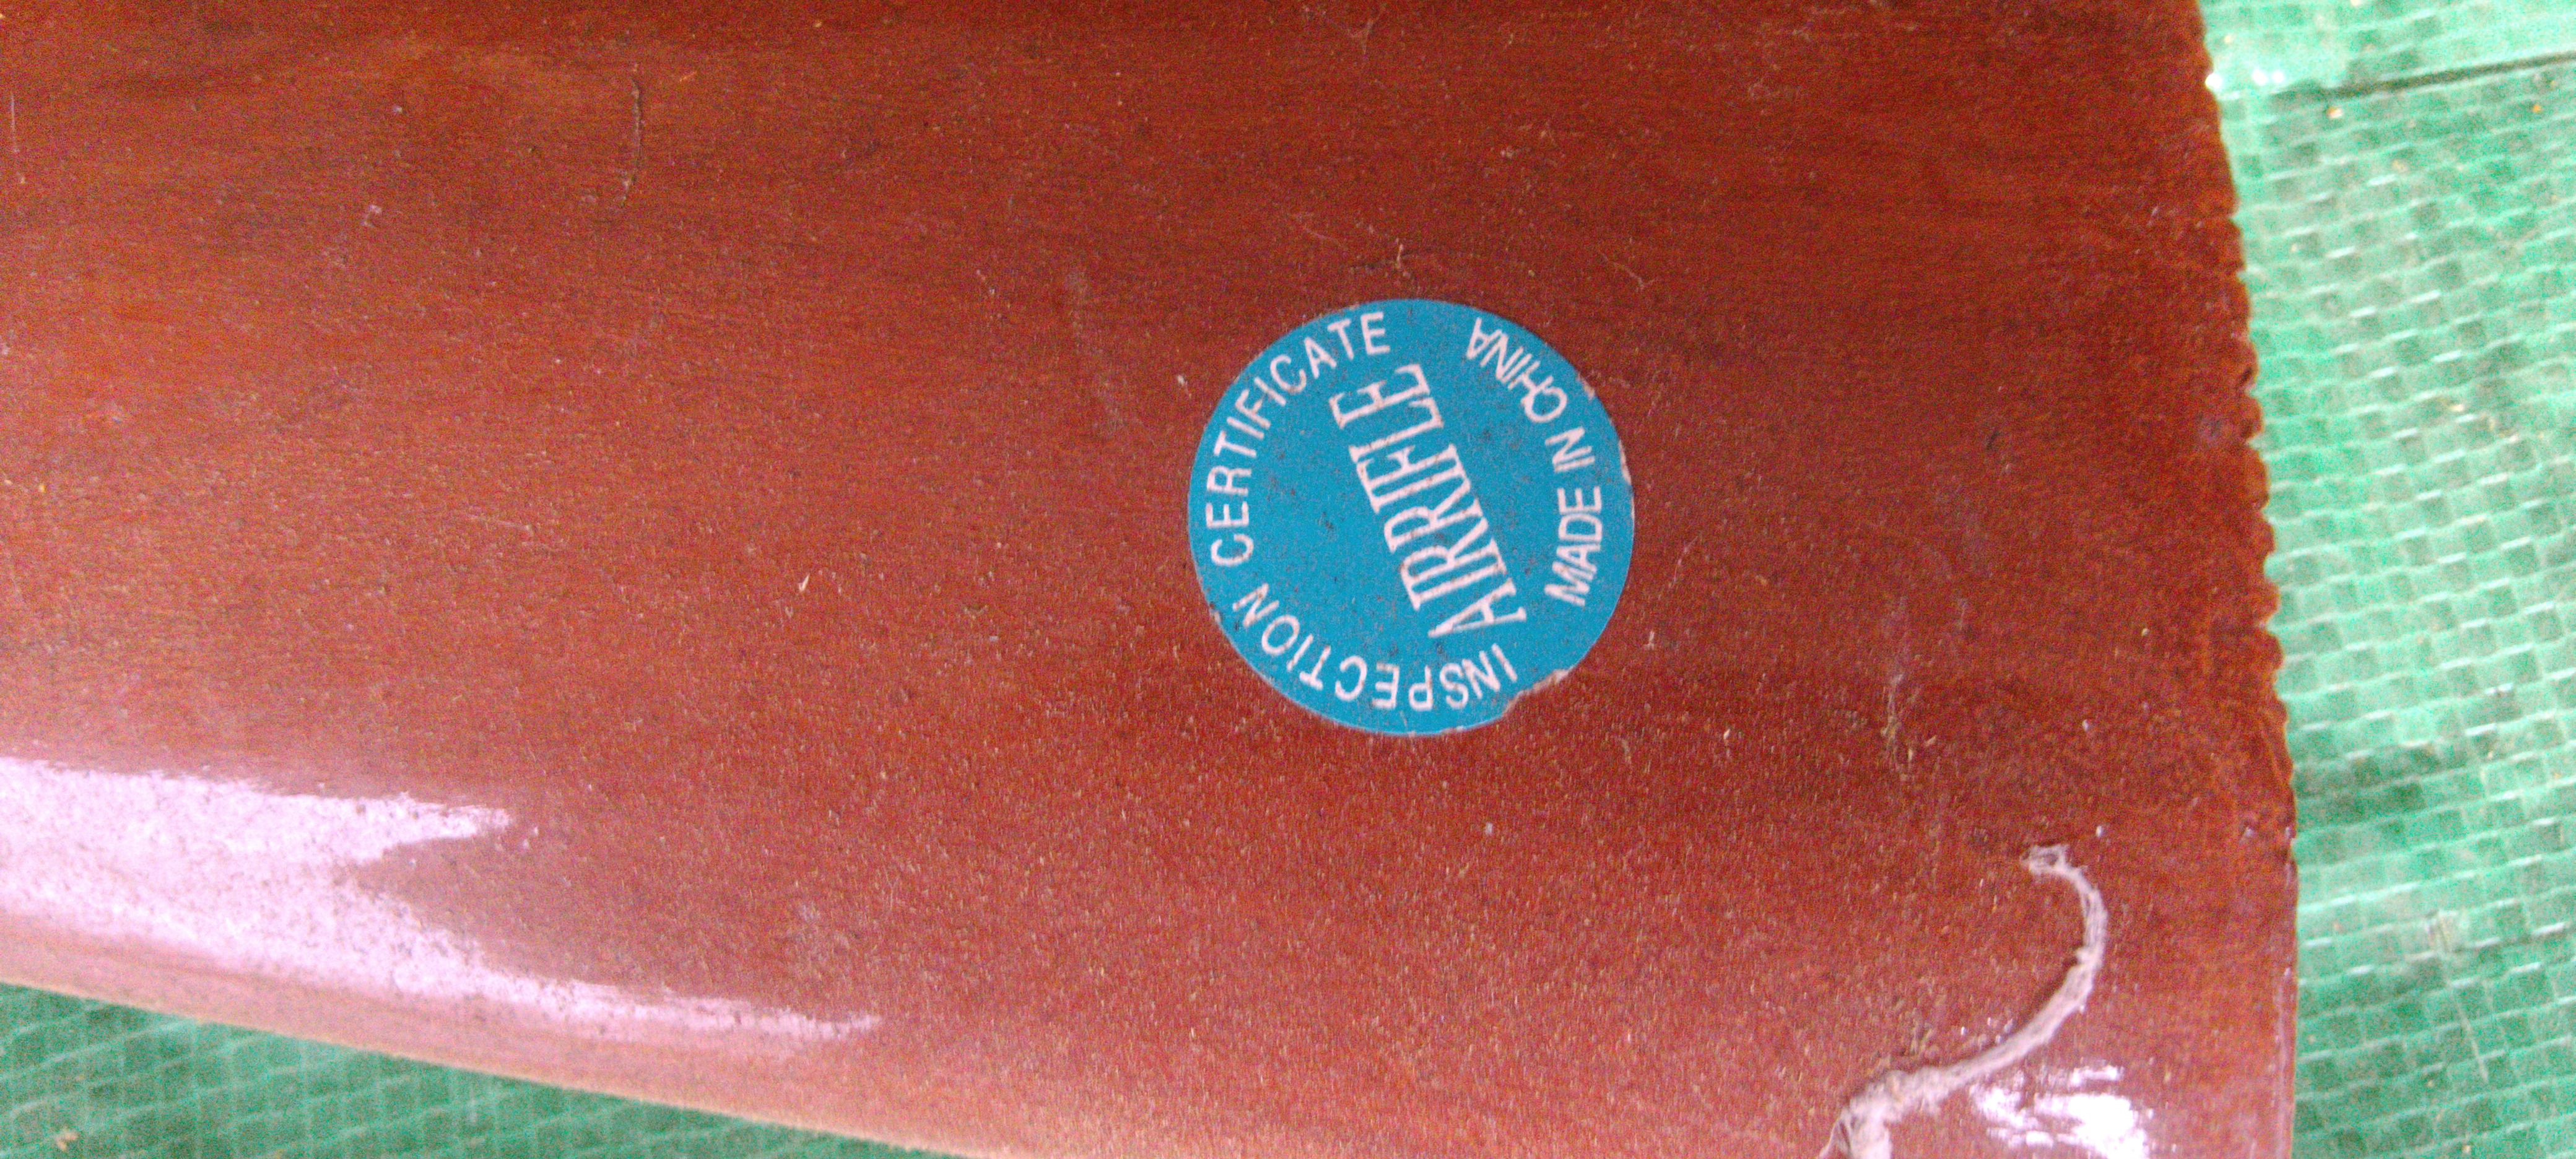 INSPECTION CERTIFICATE
AIRRIFLE
MADE IN CHINA